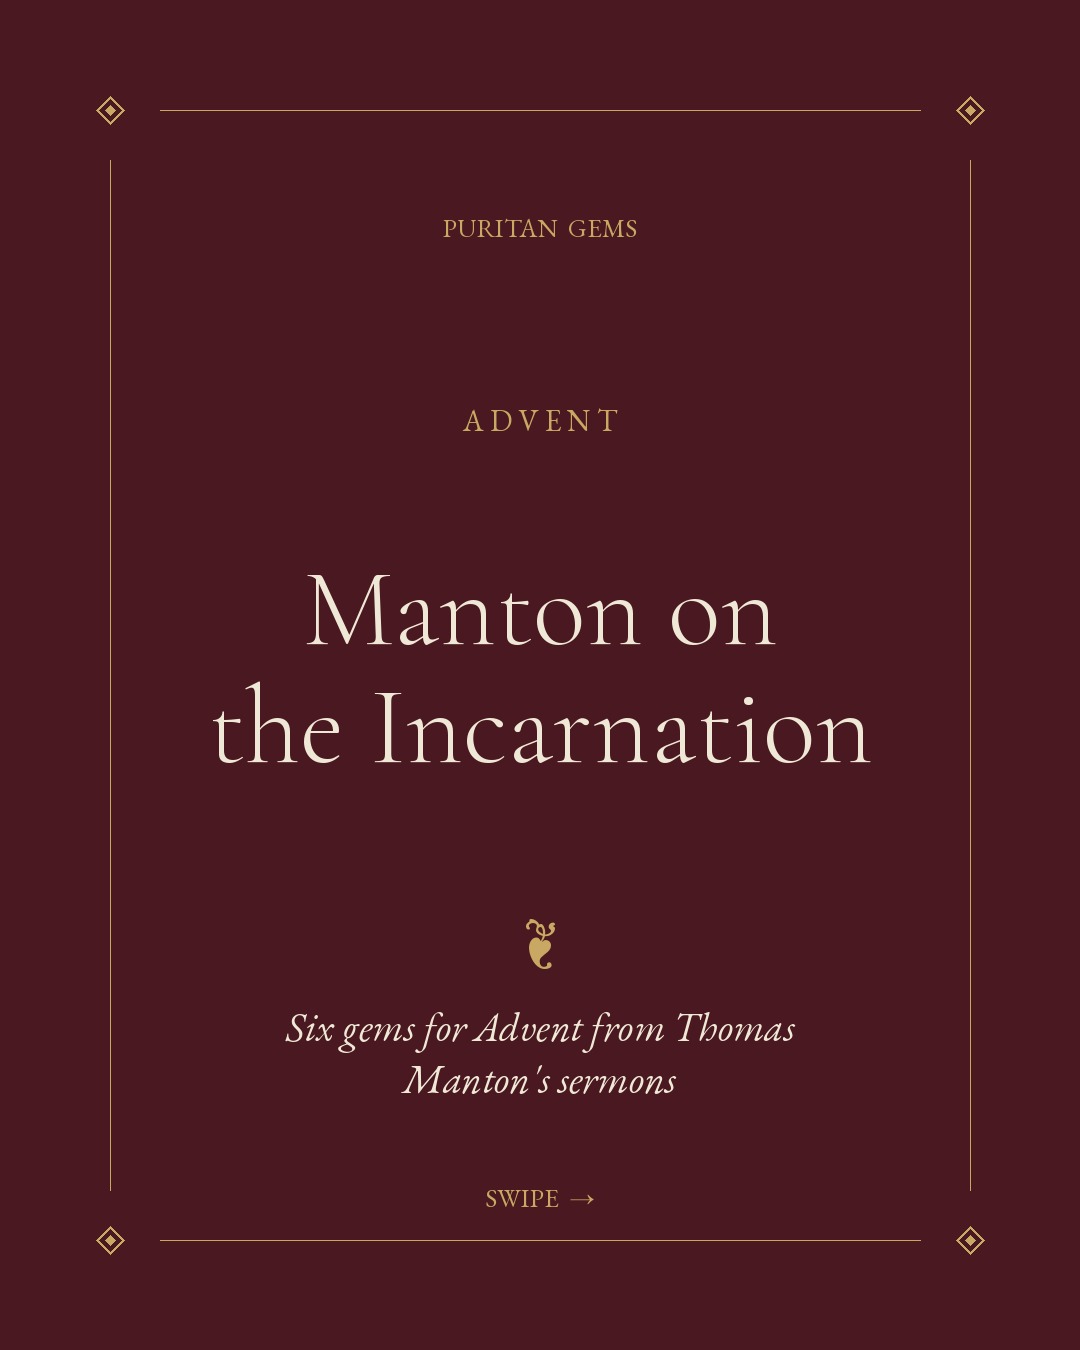 PURITAN GEMS
ADVENT
Manton on
the Incarnation
Six gems for Advent from Thomas
Manton's sermons
SWIPE →